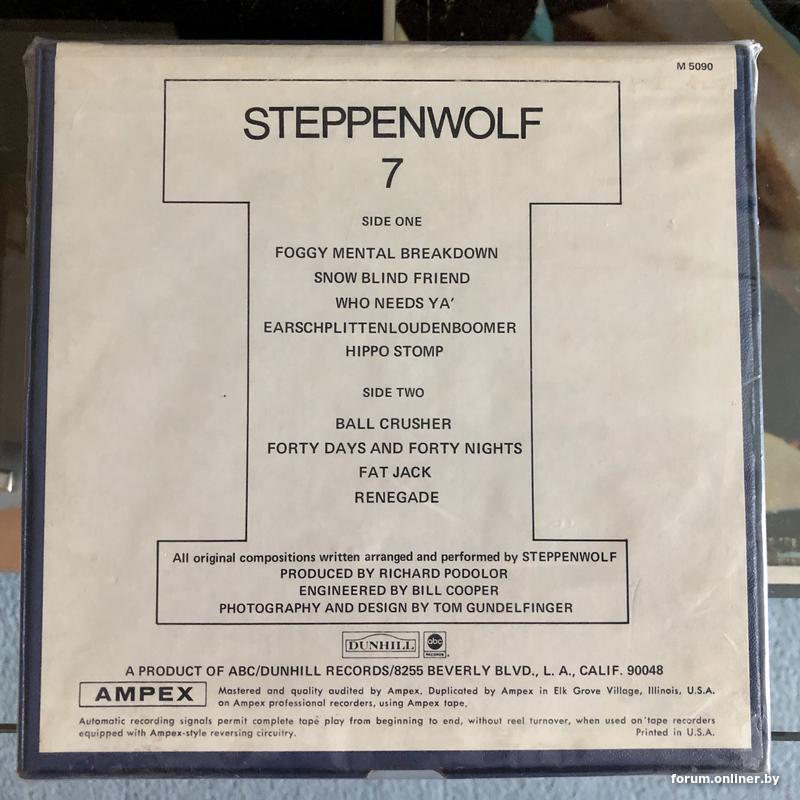 M 5090
STEPPENWOLF
7
SIDE ONE
FOGGY MENTAL BREAKDOWN
SNOW BLIND FRIEND
WHO NEEDS YA'
EARSCHPLITTENLOUDENBOOMER
HIPPO STOMP
SIDE TWO
BALL CRUSHER
FORTY DAYS AND FORTY NIGHTS
FAT JACK
RENEGADE
All original compositions written arranged and performed by STEPPENWOLF
PRODUCED BY RICHARD PODOLOR
ENGINEERED BY BILL COOPER
PHOTOGRAPHY AND DESIGN BY TOM GUNDELFINGER
DUNHILL abc RECORDS
A PRODUCT OF ABC/DUNHILL RECORDS/8255 BEVERLY BLVD., L. A., CALIF. 90048
AMPEX Mastered and quality audited by Ampex. Duplicated by Ampex in Elk Grove Village, Illinois, U.S.A.
on Ampex professional recorders, using Ampex tape.
Automatic recording signals permit complete tape play from beginning to end, without reel turnover, when used on tape recorders
equipped with Ampex-style reversing circuitry. Printed in U.S.A.
forum.onliner.by